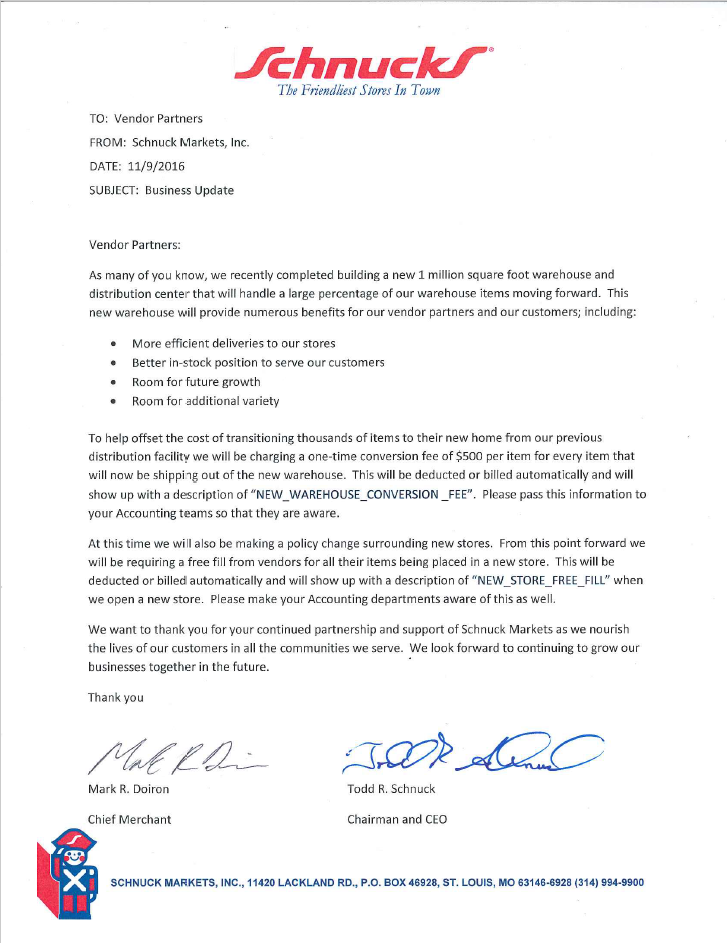 Schnucks®
The Friendliest Stores In Town
TO: Vendor Partners
FROM: Schnuck Markets, Inc.
DATE: 11/9/2016
SUBJECT: Business Update
Vendor Partners:
As many of you know, we recently completed building a new 1 million square foot warehouse and
distribution center that will handle a large percentage of our warehouse items moving forward. This
new warehouse will provide numerous benefits for our vendor partners and our customers; including:
• More efficient deliveries to our stores
• Better in-stock position to serve our customers
• Room for future growth
• Room for additional variety
To help offset the cost of transitioning thousands of items to their new home from our previous
distribution facility we will be charging a one-time conversion fee of $500 per item for every item that
will now be shipping out of the new warehouse. This will be deducted or billed automatically and will
show up with a description of "NEW_WAREHOUSE_CONVERSION _FEE". Please pass this information to
your Accounting teams so that they are aware.
At this time we will also be making a policy change surrounding new stores. From this point forward we
will be requiring a free fill from vendors for all their items being placed in a new store. This will be
deducted or billed automatically and will show up with a description of "NEW_STORE_FREE_FILL" when
we open a new store. Please make your Accounting departments aware of this as well.
We want to thank you for your continued partnership and support of Schnuck Markets as we nourish
the lives of our customers in all the communities we serve. We look forward to continuing to grow our
businesses together in the future.
Thank you
Mark R. Doiron
Todd R. Schnuck
Chief Merchant
Chairman and CEO
SCHNUCK MARKETS, INC., 11420 LACKLAND RD., P.O. BOX 46928, ST. LOUIS, MO 63146-6928 (314) 994-9900